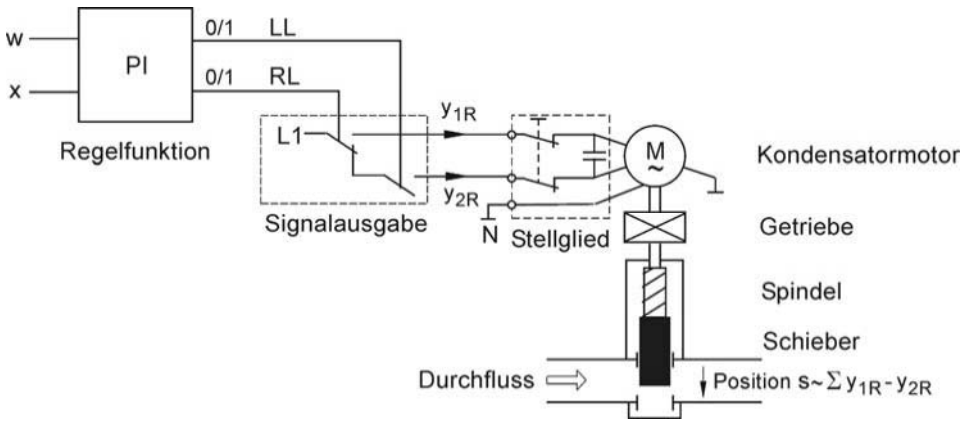 w
x
PI
0/1 LL
0/1 RL
Regelfunktion
L1
Signalausgabe
y1R
y2R
N
Stellglied
M
~
Kondensatormotor
Getriebe
Spindel
Schieber
Durchfluss
Position s~ Σ y1R - y2R